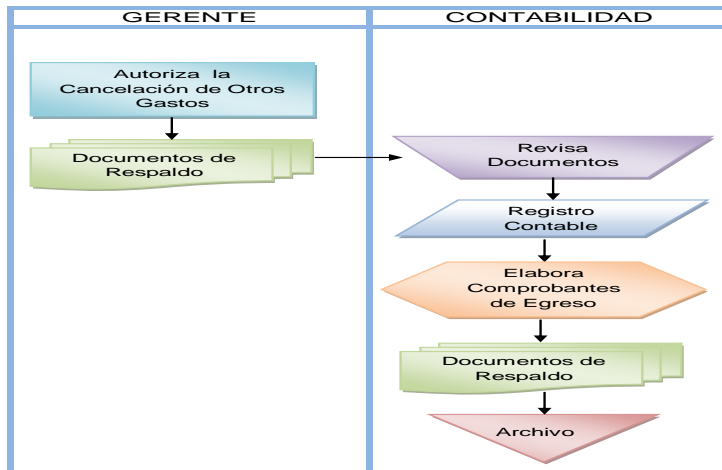 GERENTE
CONTABILIDAD
Autoriza la
Cancelación de Otros
Gastos
Documentos de
Respaldo
Revisa
Documentos
Registro
Contable
Elabora
Comprobantes
de Egreso
Documentos de
Respaldo
Archivo